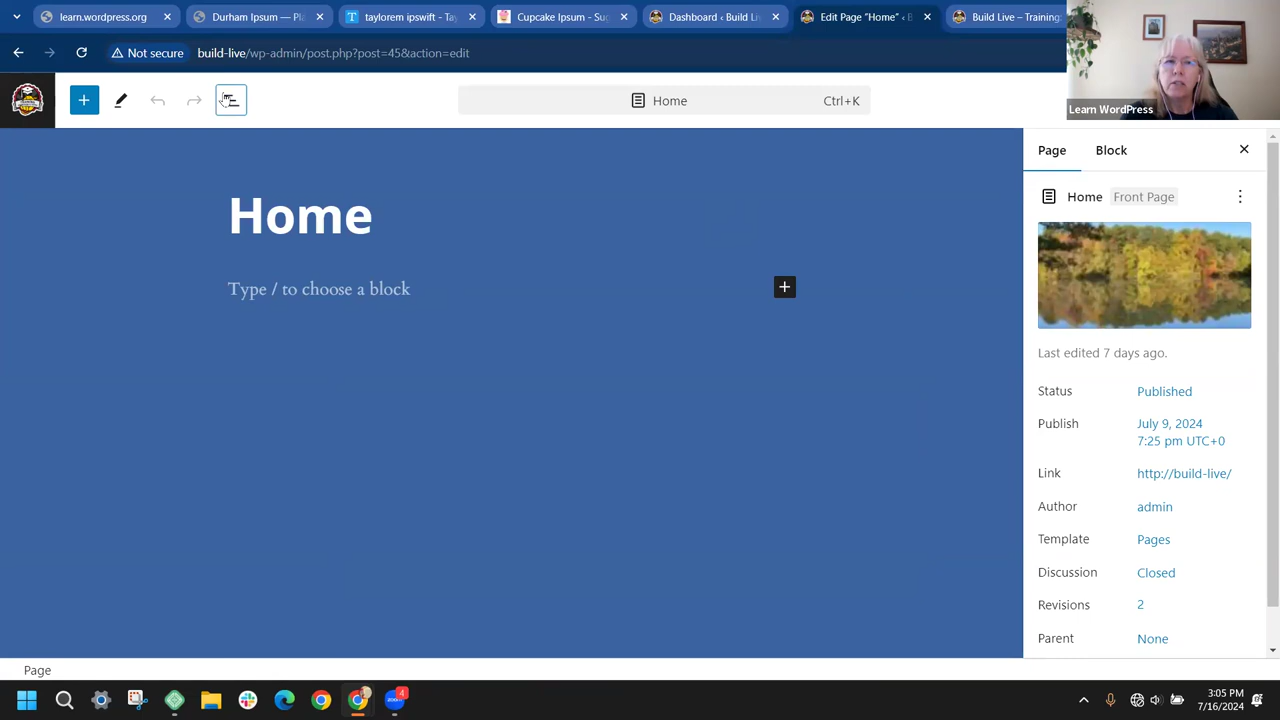 learn.wordpress.org
Durham Ipsum — Pl
taylorem ipswift - Ta
Cupcake Ipsum - Su
Dashboard ‹ Build Li
Edit Page “Home” ‹ B
Build Live – Training
Not secure
build-live/wp-admin/post.php?post=45&action=edit
Learn WordPress
Home
Ctrl+K
Page
Block
Home
Type / to choose a block
Home
Front Page
Last edited 7 days ago.
Status
Published
Publish
July 9, 2024
7:25 pm UTC+0
Link
http://build-live/
Author
admin
Template
Pages
Discussion
Closed
Revisions
2
Parent
None
Page
zoom
4
3:05 PM
7/16/2024